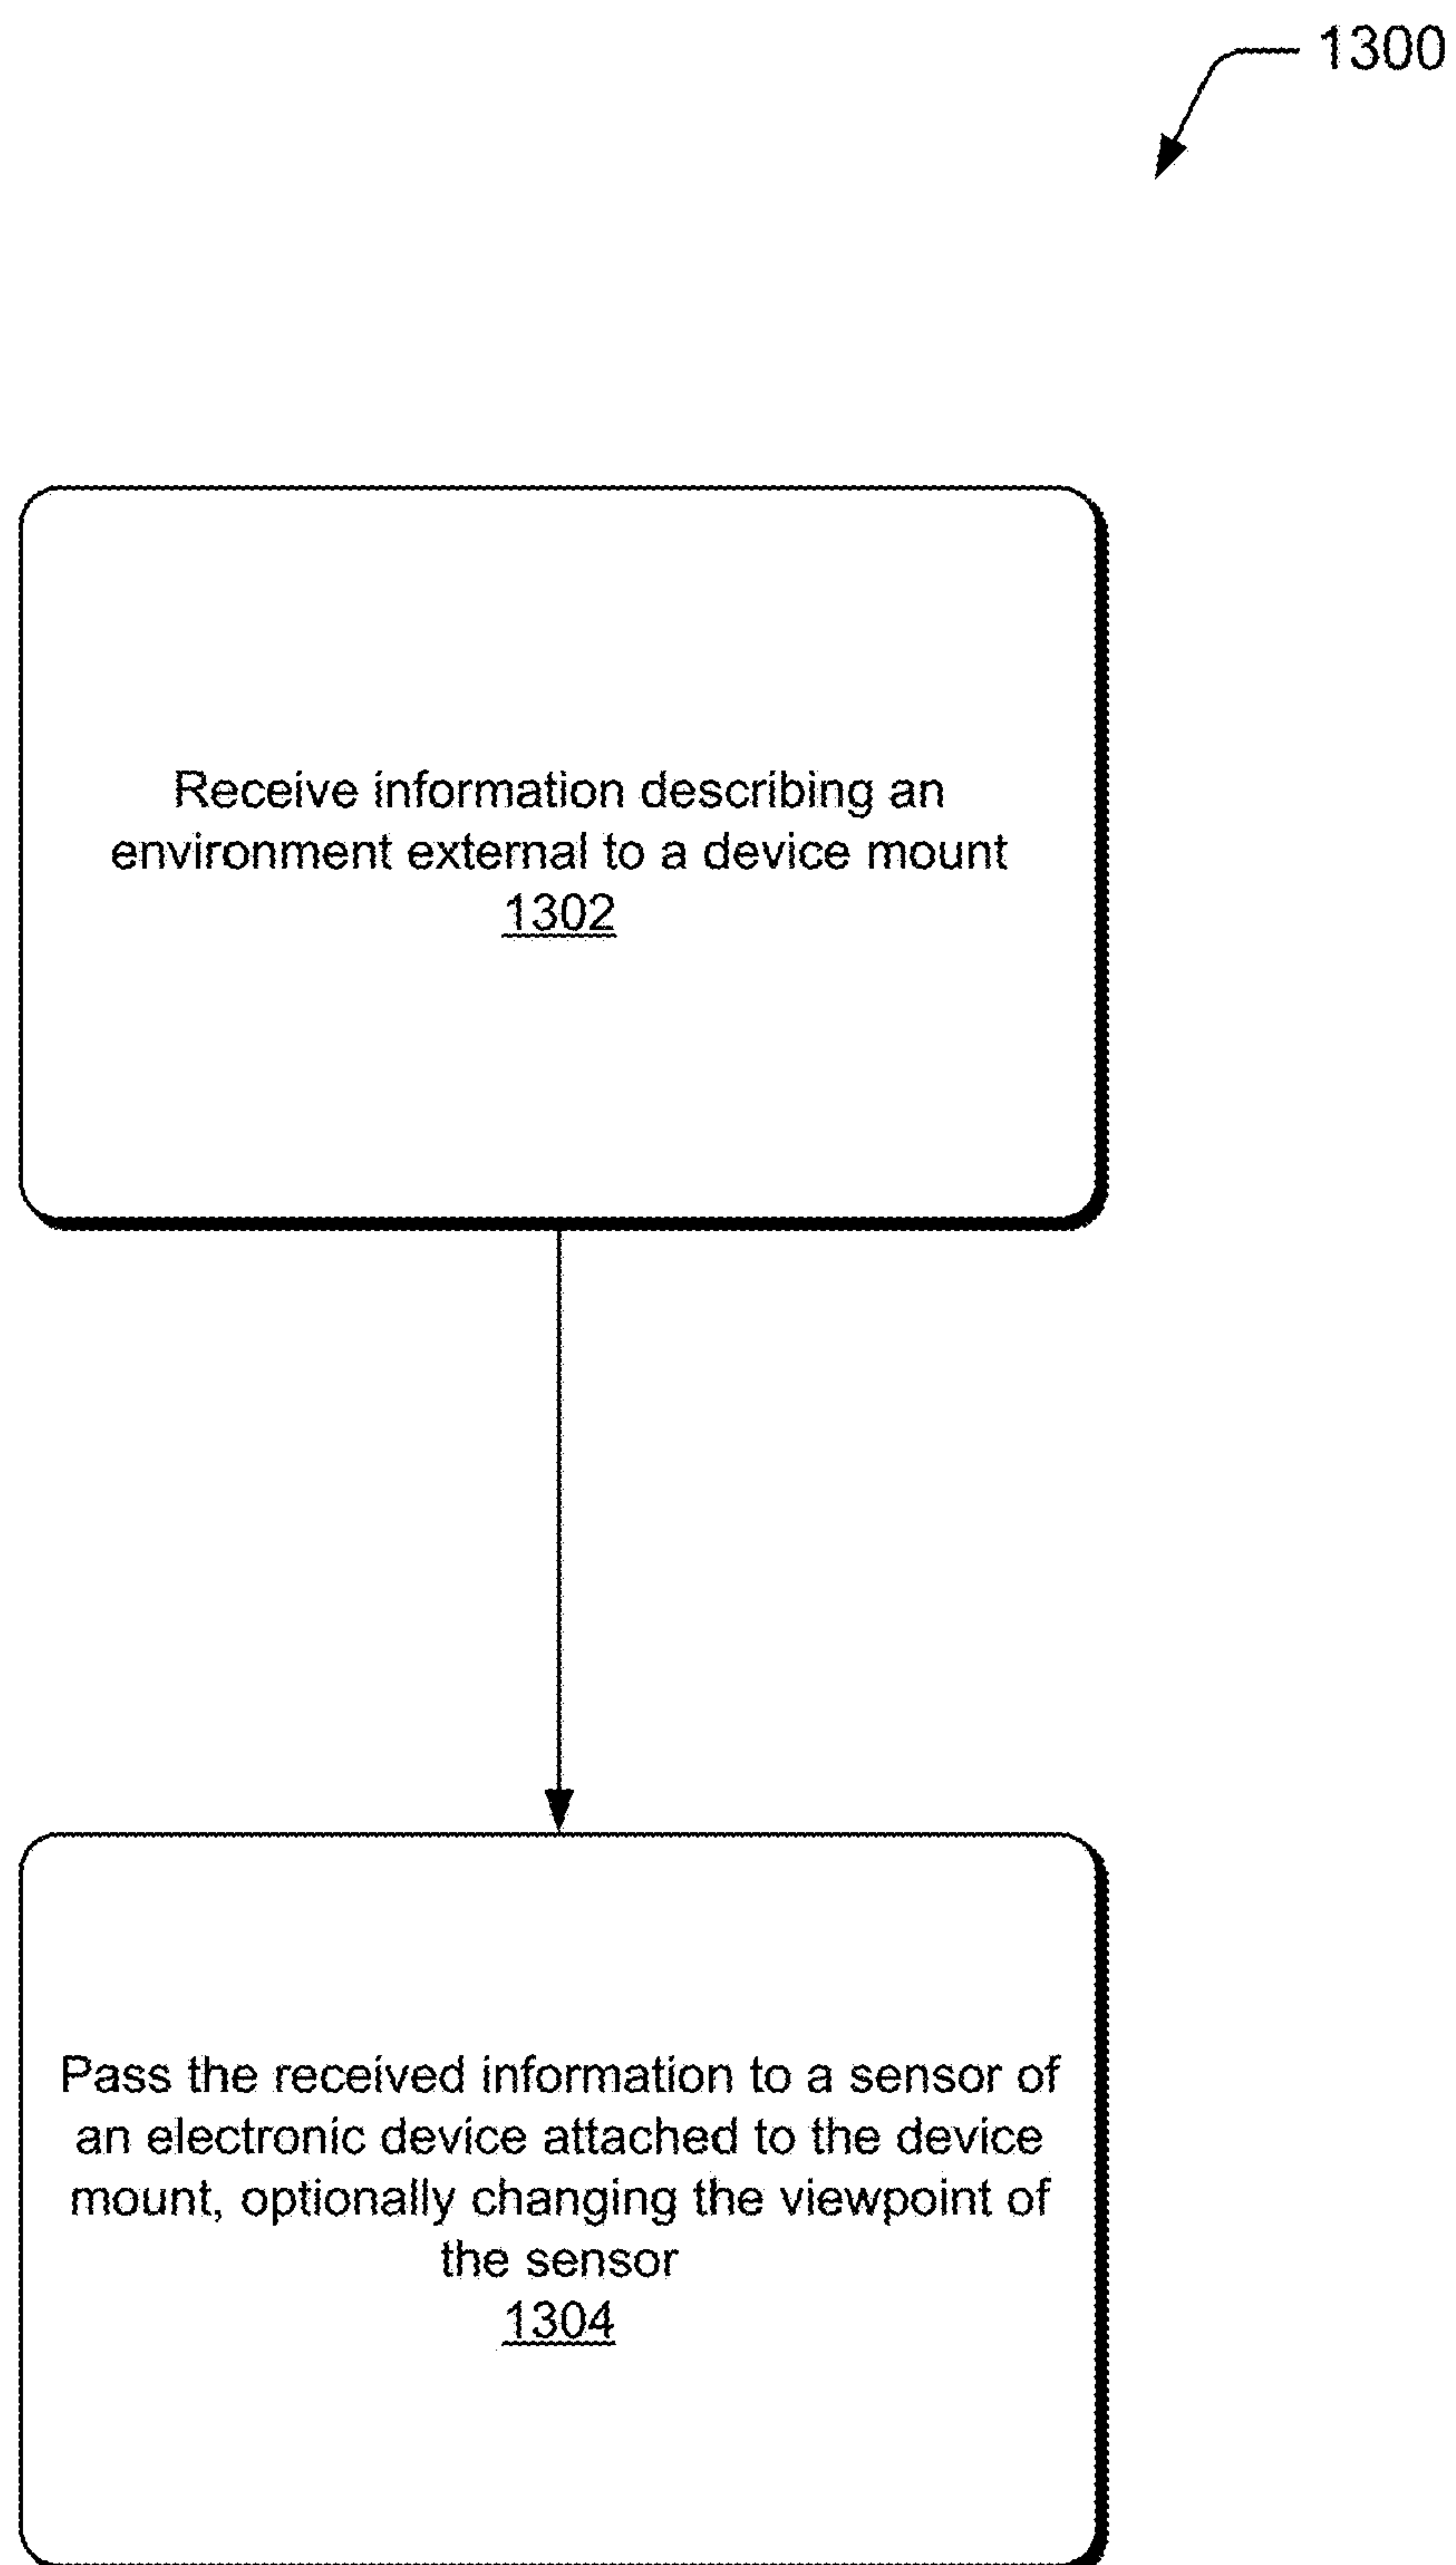 1300
Receive information describing an
environment external to a device mount
1302
Pass the received information to a sensor of
an electronic device attached to the device
mount, optionally changing the viewpoint of
the sensor
1304